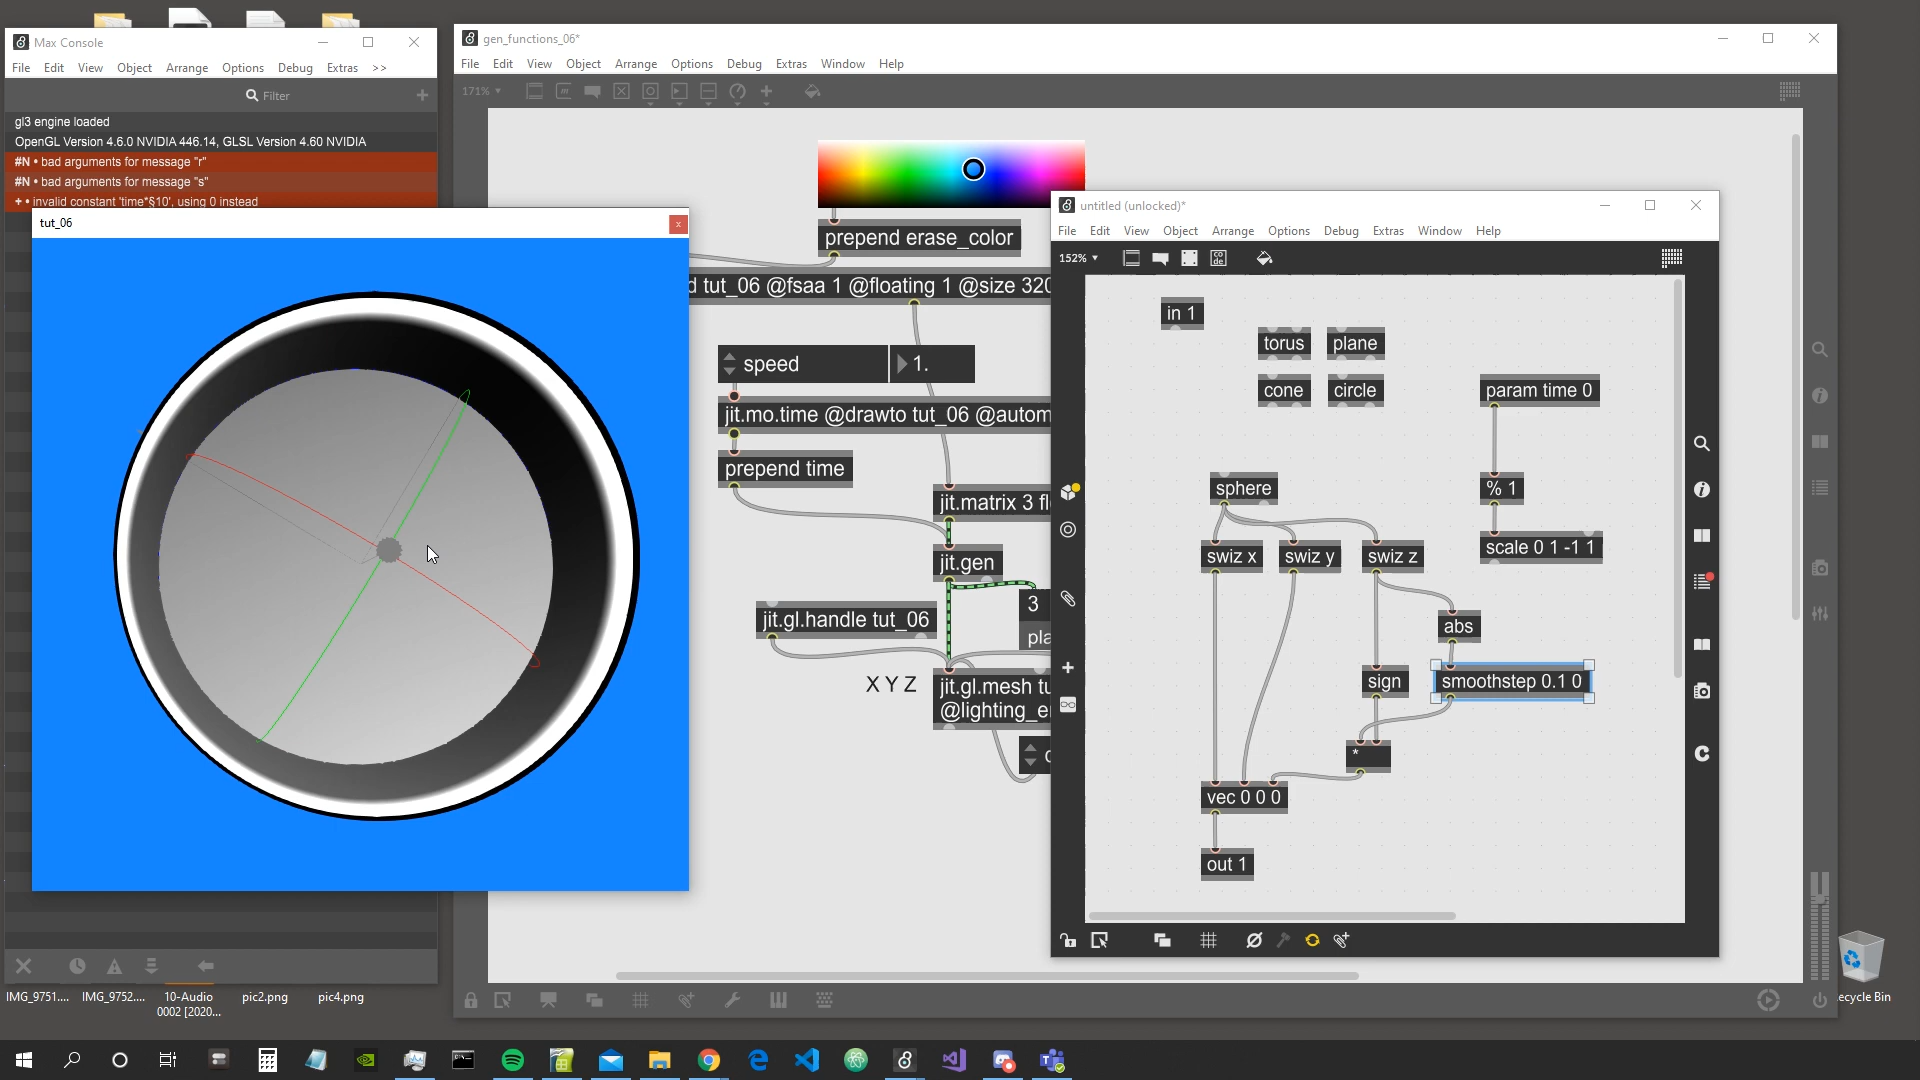 Max Console
File Edit View Object Arrange Options Debug Extras >>
Filter
gl3 engine loaded
OpenGL Version 4.6.0 NVIDIA 446.14, GLSL Version 4.60 NVIDIA
#N • bad arguments for message "r"
#N • bad arguments for message "s"
+ • invalid constant 'time*§10', using 0 instead
tut_06
x
gen_functions_06*
File Edit View Object Arrange Options Debug Extras Window Help
171%
prepend erase_color
d tut_06 @fsaa 1 @floating 1 @size 320
speed
1.
jit.mo.time @drawto tut_06 @autom
prepend time
jit.matrix 3 fl
jit.gen
jit.gl.handle tut_06
3
pla
X Y Z
jit.gl.mesh tu
@lighting_e
untitled (unlocked)*
File Edit View Object Arrange Options Debug Extras Window Help
152%
in 1
torus
plane
cone
circle
param time 0
sphere
% 1
scale 0 1 -1 1
swiz x
swiz y
swiz z
abs
sign
smoothstep 0.1 0
*
vec 0 0 0
out 1
IMG_9751....
IMG_9752....
10-Audio
0002 [2020...
pic2.png
pic4.png
ecycle Bin